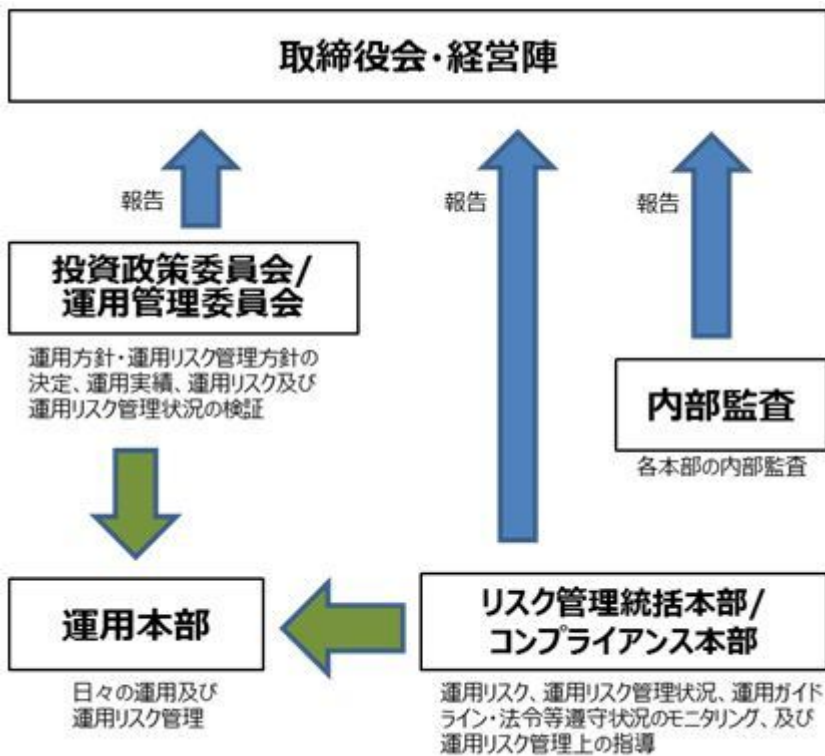 取締役会・経営陣
報告
報告
報告
投資政策委員会/
運用管理委員会
運用方針・運用リスク管理方針の
決定、運用実績、運用リスク及び
運用リスク管理状況の検証
内部監査
各本部の内部監査
運用本部
日々の運用及び
運用リスク管理
リスク管理統括本部/
コンプライアンス本部
運用リスク、運用リスク管理状況、運用ガイド
ライン・法令等遵守状況のモニタリング、及び
運用リスク管理上の指導